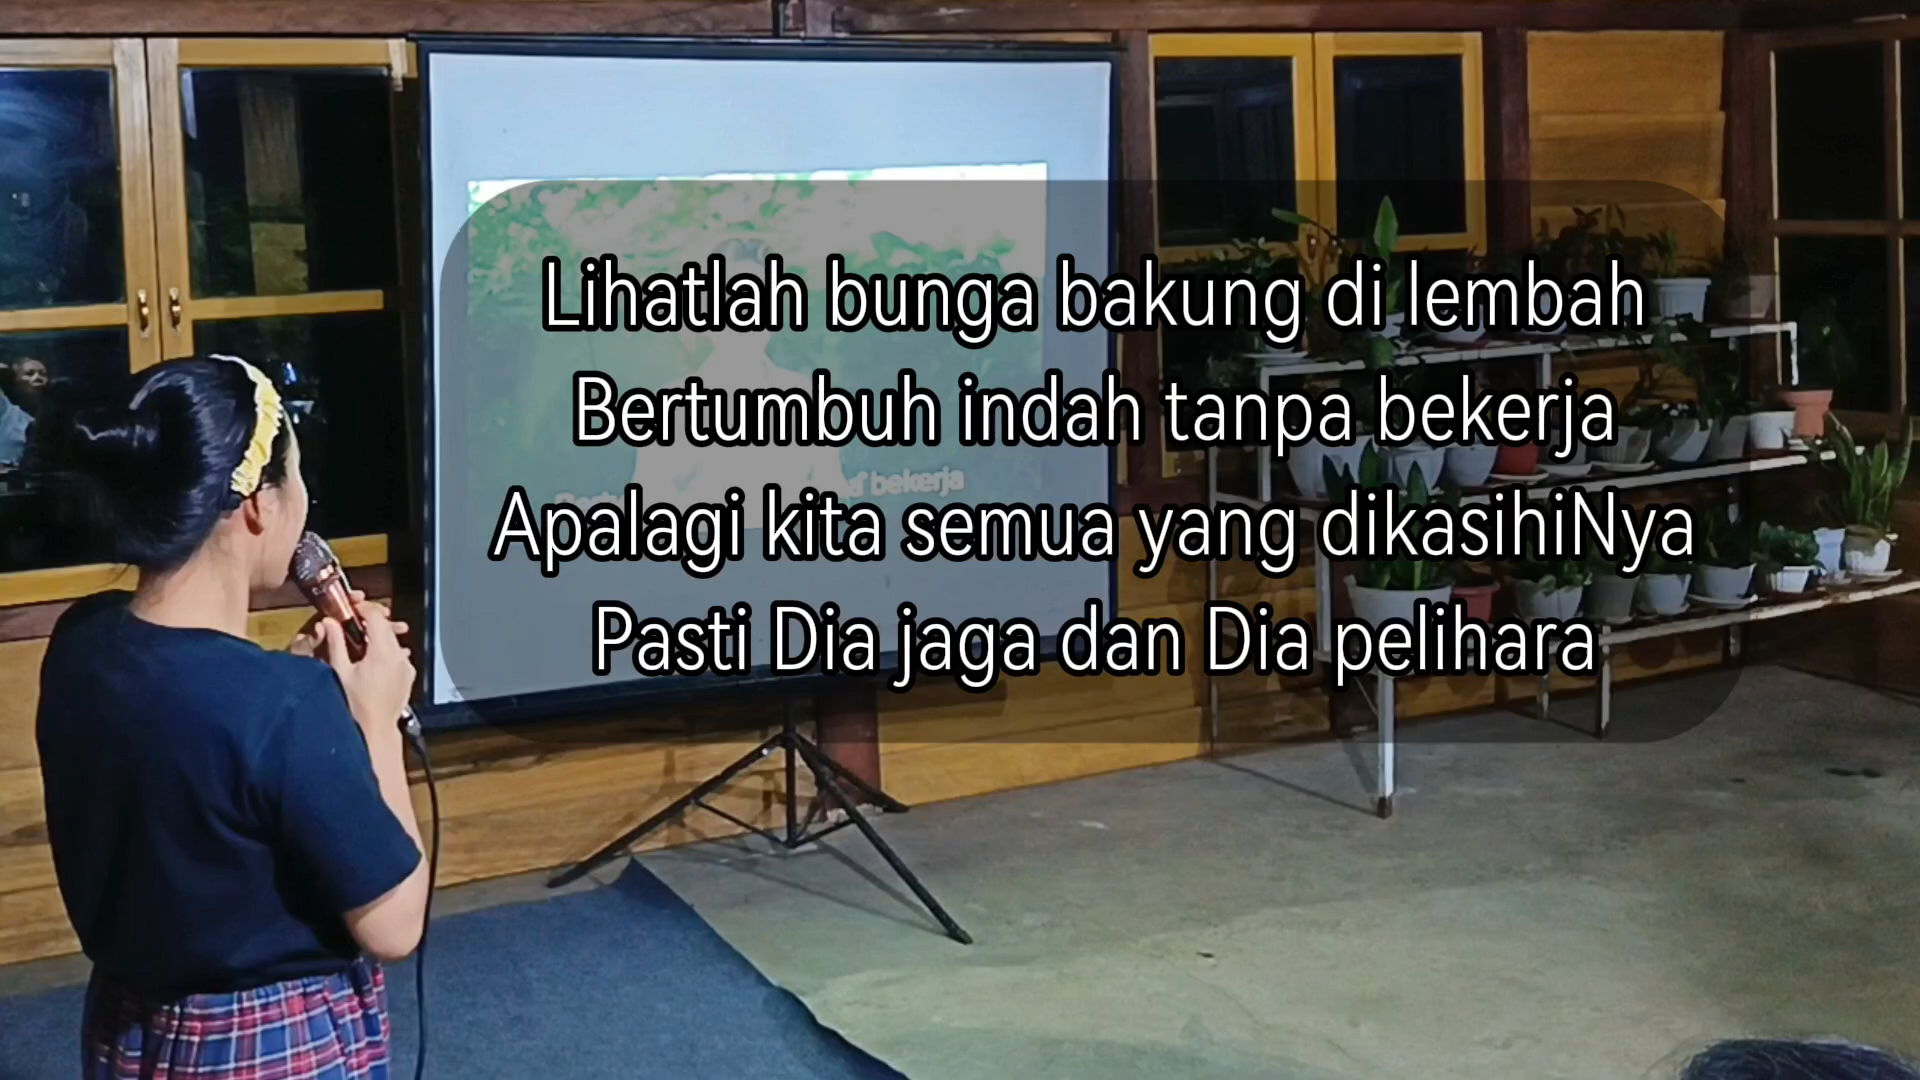 Lihatlah bunga bakung di lembah
Bertumbuh indah tanpa bekerja
Apalagi kita semua yang dikasihiNya
Pasti Dia jaga dan Dia pelihara
bekerja